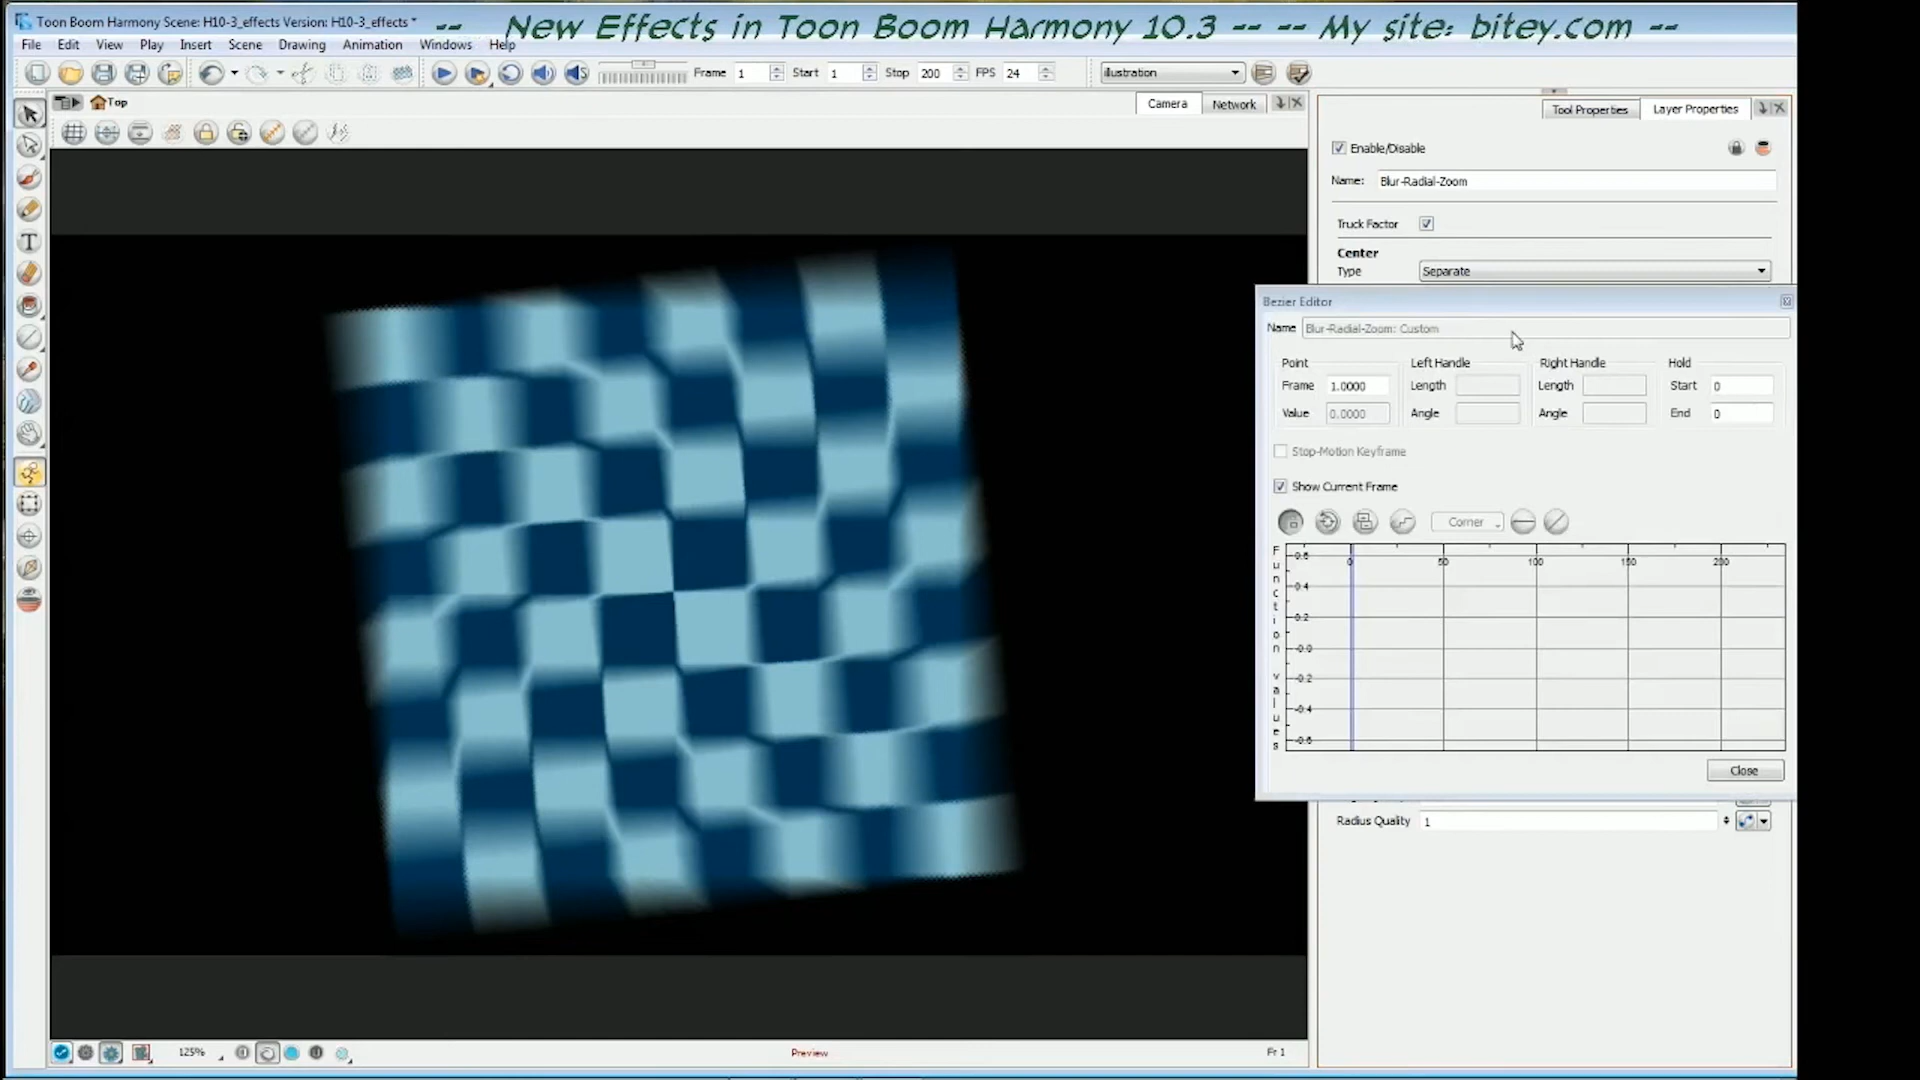 Toon Boom Harmony Scene: H10-3_effects Version: H10-3_effects *
-- New Effects in Toon Boom Harmony 10.3 -- -- My site: bitey.com --
File Edit View Play Insert Scene Drawing Animation Windows Help
Frame 1 Start 1 Stop 200 FPS 24 illustration
Top
Camera Network
Tool Properties Layer Properties
Enable/Disable
Name: Blur-Radial-Zoom
Truck Factor
Center
Type Separate
Bezier Editor
Name Blur-Radial-Zoom: Custom
Point Left Handle Right Handle Hold
Frame 1.0000 Length Length Start 0
Value 0.0000 Angle Angle End 0
Stop-Motion Keyframe
Show Current Frame
Corner
Function values
0 50 100 150 200
0.6
0.4
0.2
-0.0
-0.2
-0.4
-0.6
Close
Radius Quality 1
125% Preview Fr 1